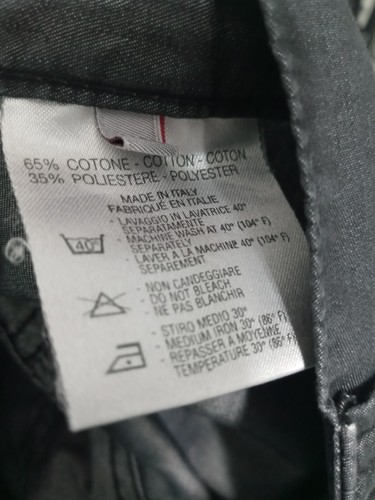 65% COTONE - COTTON - COTON
35% POLIESTERE - POLYESTER
MADE IN ITALY
FABRIQUÉ EN ITALIE
- LAVAGGIO IN LAVATRICE 40°
SEPARATAMENTE
- MACHINE WASH AT 40° (104° F)
SEPARATELY
- LAVER A LA MACHINE 40° (104° F)
SEPAREMENT
40°
- NON CANDEGGIARE
- DO NOT BLEACH
- NE PAS BLANCHIR
- STIRO MEDIO 30°
- MEDIUM IRON 30° (86° F)
- REPASSER A MOYENNE
TEMPERATURE 30° (86° F)